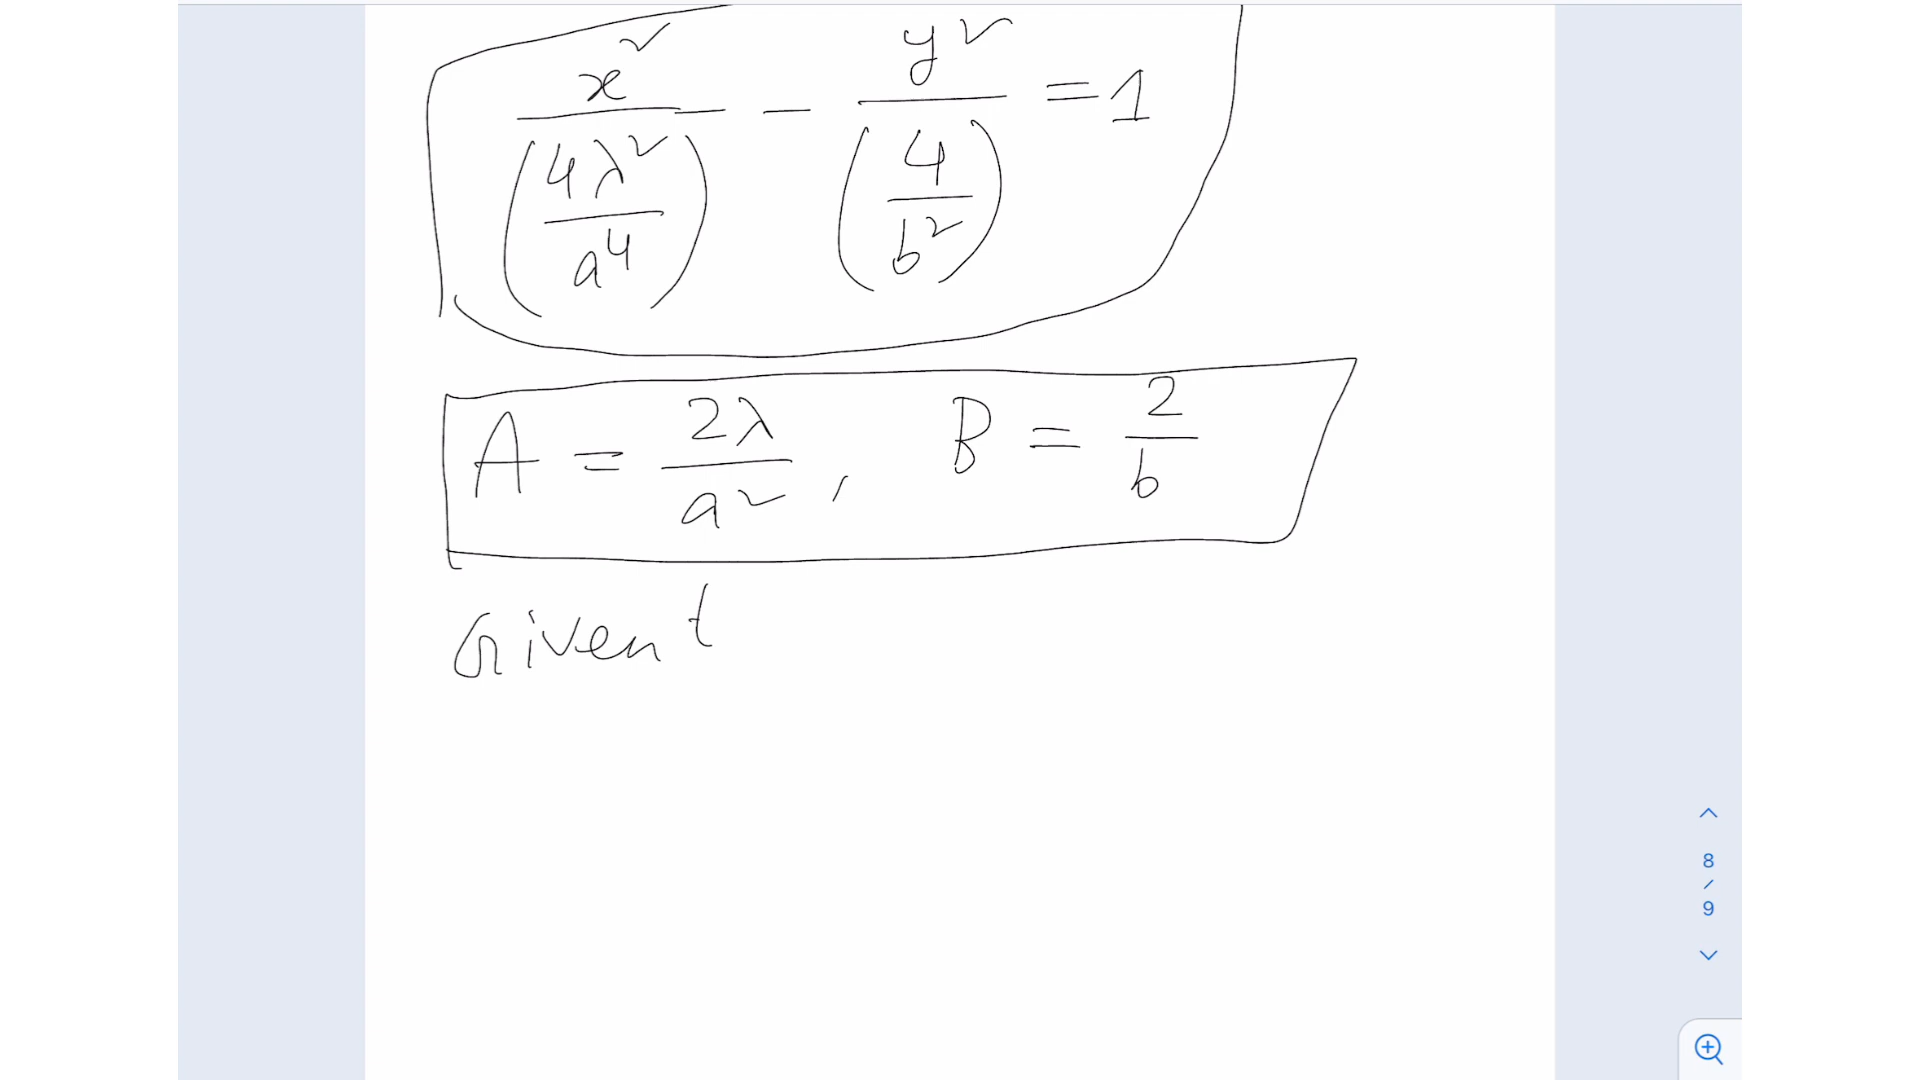 x² / (4λ² / a⁴) - y² / (4 / b²) = 1
A = 2λ / a² , B = 2 / b
Given t
8
/
9